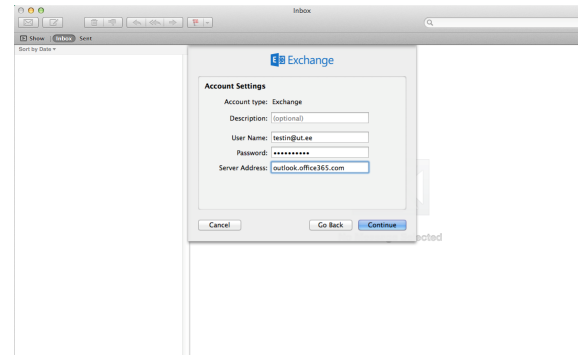 Inbox
Show Inbox Sent
Sort by Date
Exchange
Account Settings
Account type: Exchange
Description: (optional)
User Name: testin@ut.ee
Password: ••••••••••
Server Address: outlook.office365.com
Cancel Go Back Continue